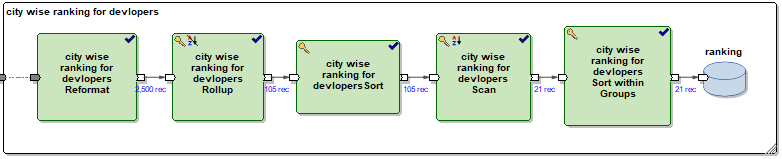 city wise ranking for devlopers
city wise
ranking for
devlopers
Reformat
2,500 rec
city wise
ranking for
devlopers
Rollup
105 rec
city wise
ranking for
devlopers Sort
105 rec
city wise
ranking for
devlopers
Scan
21 rec
city wise
ranking for
devlopers
Sort within
Groups
21 rec
ranking